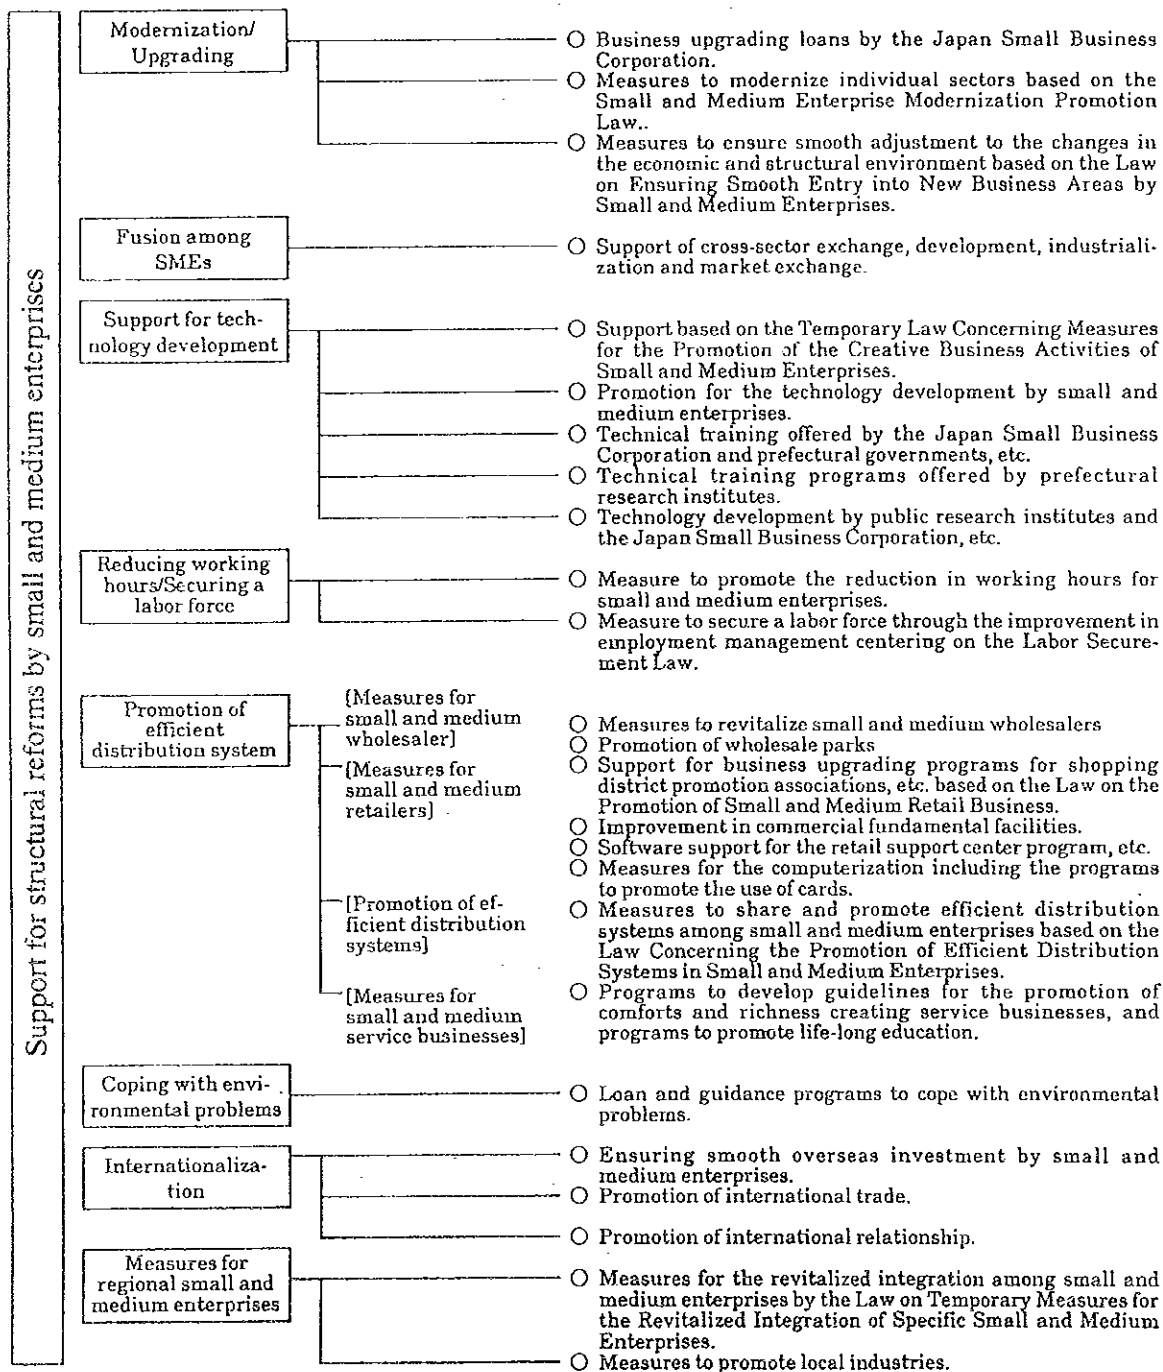 Support for structural reforms by small and medium enterprises
Modernization/
Upgrading
○ Business upgrading loans by the Japan Small Business
Corporation.
○ Measures to modernize individual sectors based on the
Small and Medium Enterprise Modernization Promotion
Law..
○ Measures to ensure smooth adjustment to the changes in
the economic and structural environment based on the Law
on Ensuring Smooth Entry into New Business Areas by
Small and Medium Enterprises.
Fusion among
SMEs
○ Support of cross-sector exchange, development, industriali-
zation and market exchange.
Support for tech-
nology development
○ Support based on the Temporary Law Concerning Measures
for the Promotion of the Creative Business Activities of
Small and Medium Enterprises.
○ Promotion for the technology development by small and
medium enterprises.
○ Technical training offered by the Japan Small Business
Corporation and prefectural governments, etc.
○ Technical training programs offered by prefectural
research institutes.
○ Technology development by public research institutes and
the Japan Small Business Corporation, etc.
Reducing working
hours/Securing a
labor force
○ Measure to promote the reduction in working hours for
small and medium enterprises.
○ Measure to secure a labor force through the improvement in
employment management centering on the Labor Secure-
ment Law.
Promotion of
efficient
distribution system
[Measures for
small and medium
wholesaler]
[Measures for
small and medium
retailers]
[Promotion of ef-
ficient distribution
systems]
[Measures for
small and medium
service businesses]
○ Measures to revitalize small and medium wholesalers
○ Promotion of wholesale parks
○ Support for business upgrading programs for shopping
district promotion associations, etc. based on the Law on the
Promotion of Small and Medium Retail Business.
○ Improvement in commercial fundamental facilities.
○ Software support for the retail support center program, etc.
○ Measures for the computerization including the programs
to promote the use of cards.
○ Measures to share and promote efficient distribution
systems among small and medium enterprises based on the
Law Concerning the Promotion of Efficient Distribution
Systems in Small and Medium Enterprises.
○ Programs to develop guidelines for the promotion of
comforts and richness creating service businesses, and
programs to promote life-long education.
Coping with envi-
ronmental problems
○ Loan and guidance programs to cope with environmental
problems.
Internationaliza-
tion
○ Ensuring smooth overseas investment by small and
medium enterprises.
○ Promotion of international trade.
○ Promotion of international relationship.
Measures for
regional small and
medium enterprises
○ Measures for the revitalized integration among small and
medium enterprises by the Law on Temporary Measures for
the Revitalized Integration of Specific Small and Medium
Enterprises.
○ Measures to promote local industries.